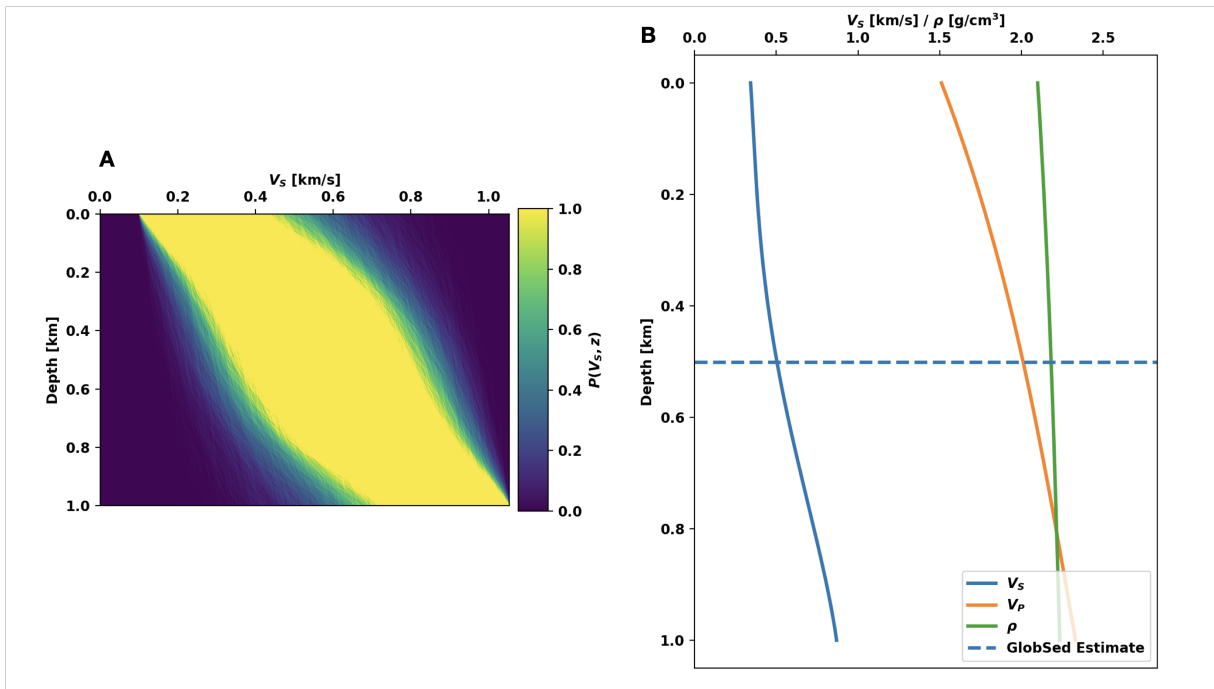 A
V_S [km/s]
0.0 0.2 0.4 0.6 0.8 1.0
0.0
0.2
0.4
0.6
0.8
1.0
Depth [km]
1.0
0.8
0.6
0.4
0.2
0.0
P(V_S, z)
B
V_S [km/s] / ρ [g/cm³]
0.0 0.5 1.0 1.5 2.0 2.5
0.0
0.2
0.4
0.6
0.8
1.0
Depth [km]
V_S
V_P
ρ
GlobSed Estimate